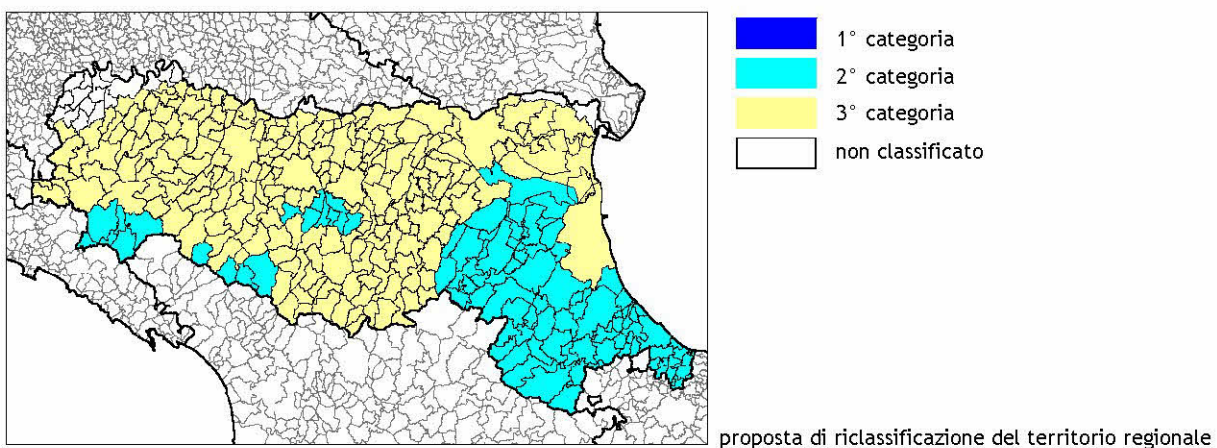 1° categoria
2° categoria
3° categoria
non classificato
proposta di riclassificazione del territorio regionale